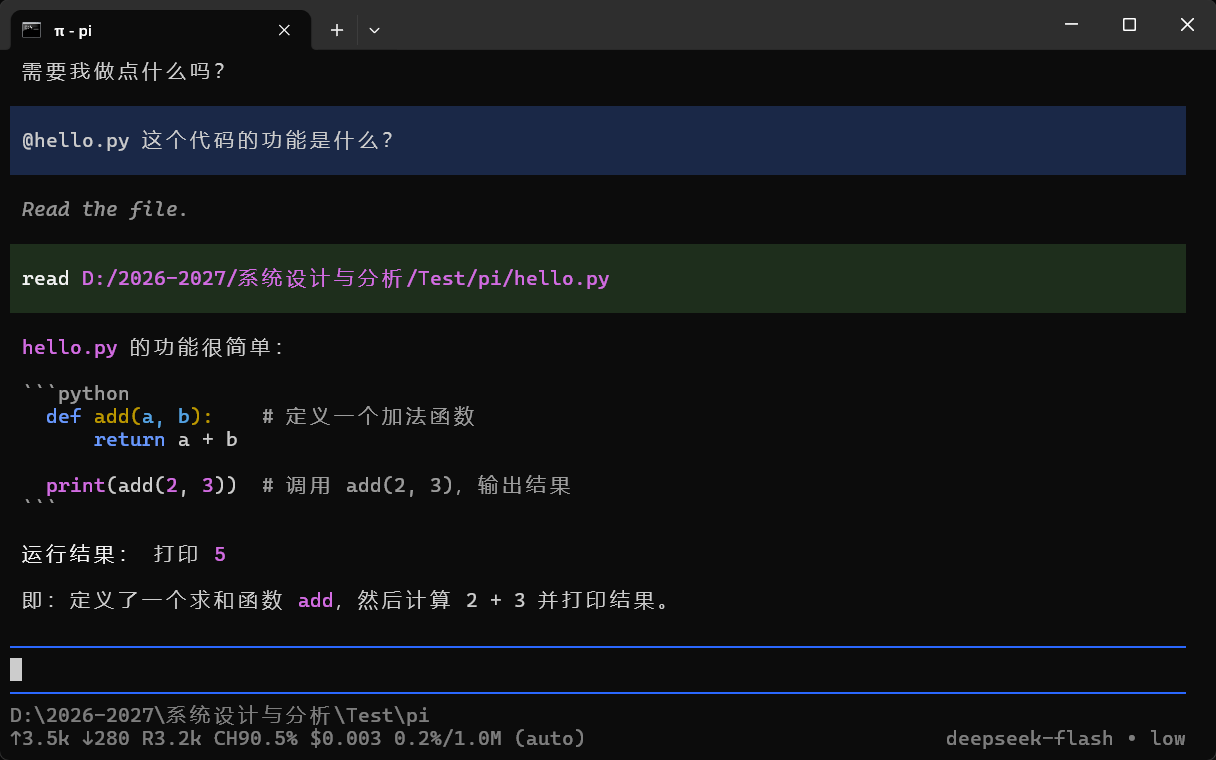 π - pi
需要我做点什么吗？
@hello.py 这个代码的功能是什么？
Read the file.
read D:/2026-2027/系统设计与分析/Test/pi/hello.py
hello.py 的功能很简单：
```python
def add(a, b):    # 定义一个加法函数
    return a + b
print(add(2, 3))  # 调用 add(2, 3)，输出结果
```
运行结果： 打印 5
即：定义了一个求和函数 add，然后计算 2 + 3 并打印结果。
D:\2026-2027\系统设计与分析\Test\pi
↑3.5k ↓280 R3.2k CH90.5% $0.003 0.2%/1.0M (auto) deepseek-flash • low